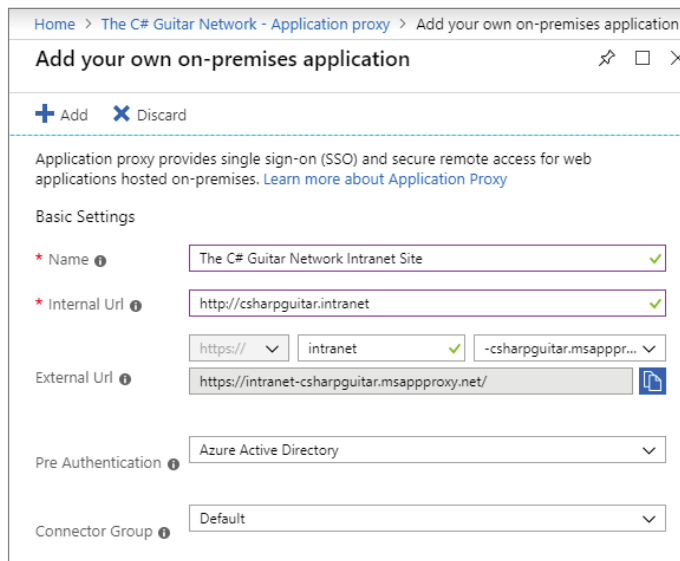 Home > The C# Guitar Network - Application proxy > Add your own on-premises application
Add your own on-premises application
Add Discard
Application proxy provides single sign-on (SSO) and secure remote access for web
applications hosted on-premises. Learn more about Application Proxy
Basic Settings
* Name The C# Guitar Network Intranet Site
* Internal Url http://csharpguitar.intranet
https:// intranet -csharpguitar.msapppr...
External Url https://intranet-csharpguitar.msappproxy.net/
Pre Authentication Azure Active Directory
Connector Group Default